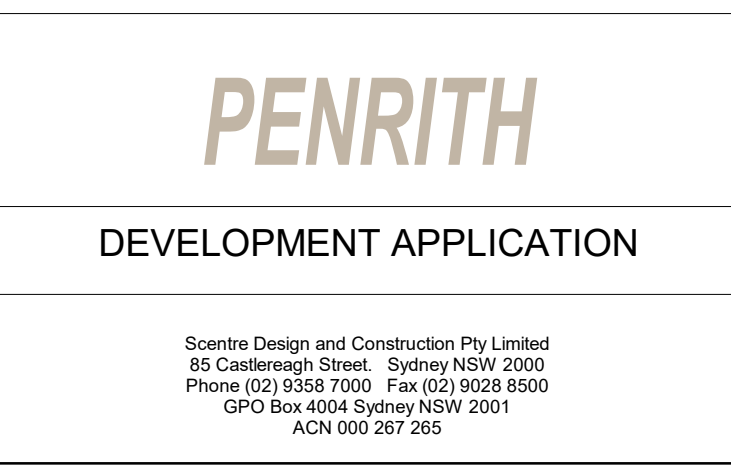 PENRITH
DEVELOPMENT APPLICATION
Scentre Design and Construction Pty Limited
85 Castlereagh Street.   Sydney NSW 2000
Phone (02) 9358 7000   Fax (02) 9028 8500
GPO Box 4004 Sydney NSW 2001
ACN 000 267 265